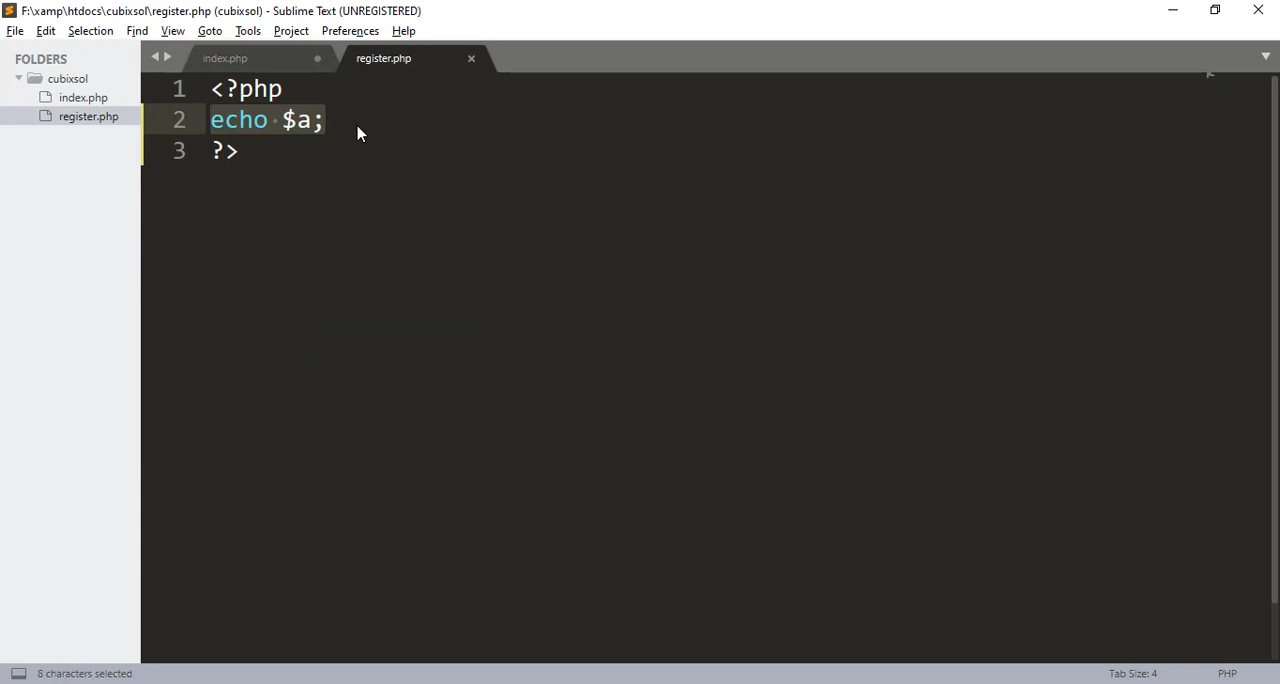 F:\xamp\htdocs\cubixsol\register.php (cubixsol) - Sublime Text (UNREGISTERED)
File Edit Selection Find View Goto Tools Project Preferences Help
FOLDERS
cubixsol
index.php
register.php
index.php register.php
1 <?php
2 echo $a;
3 ?>
8 characters selected Tab Size: 4 PHP